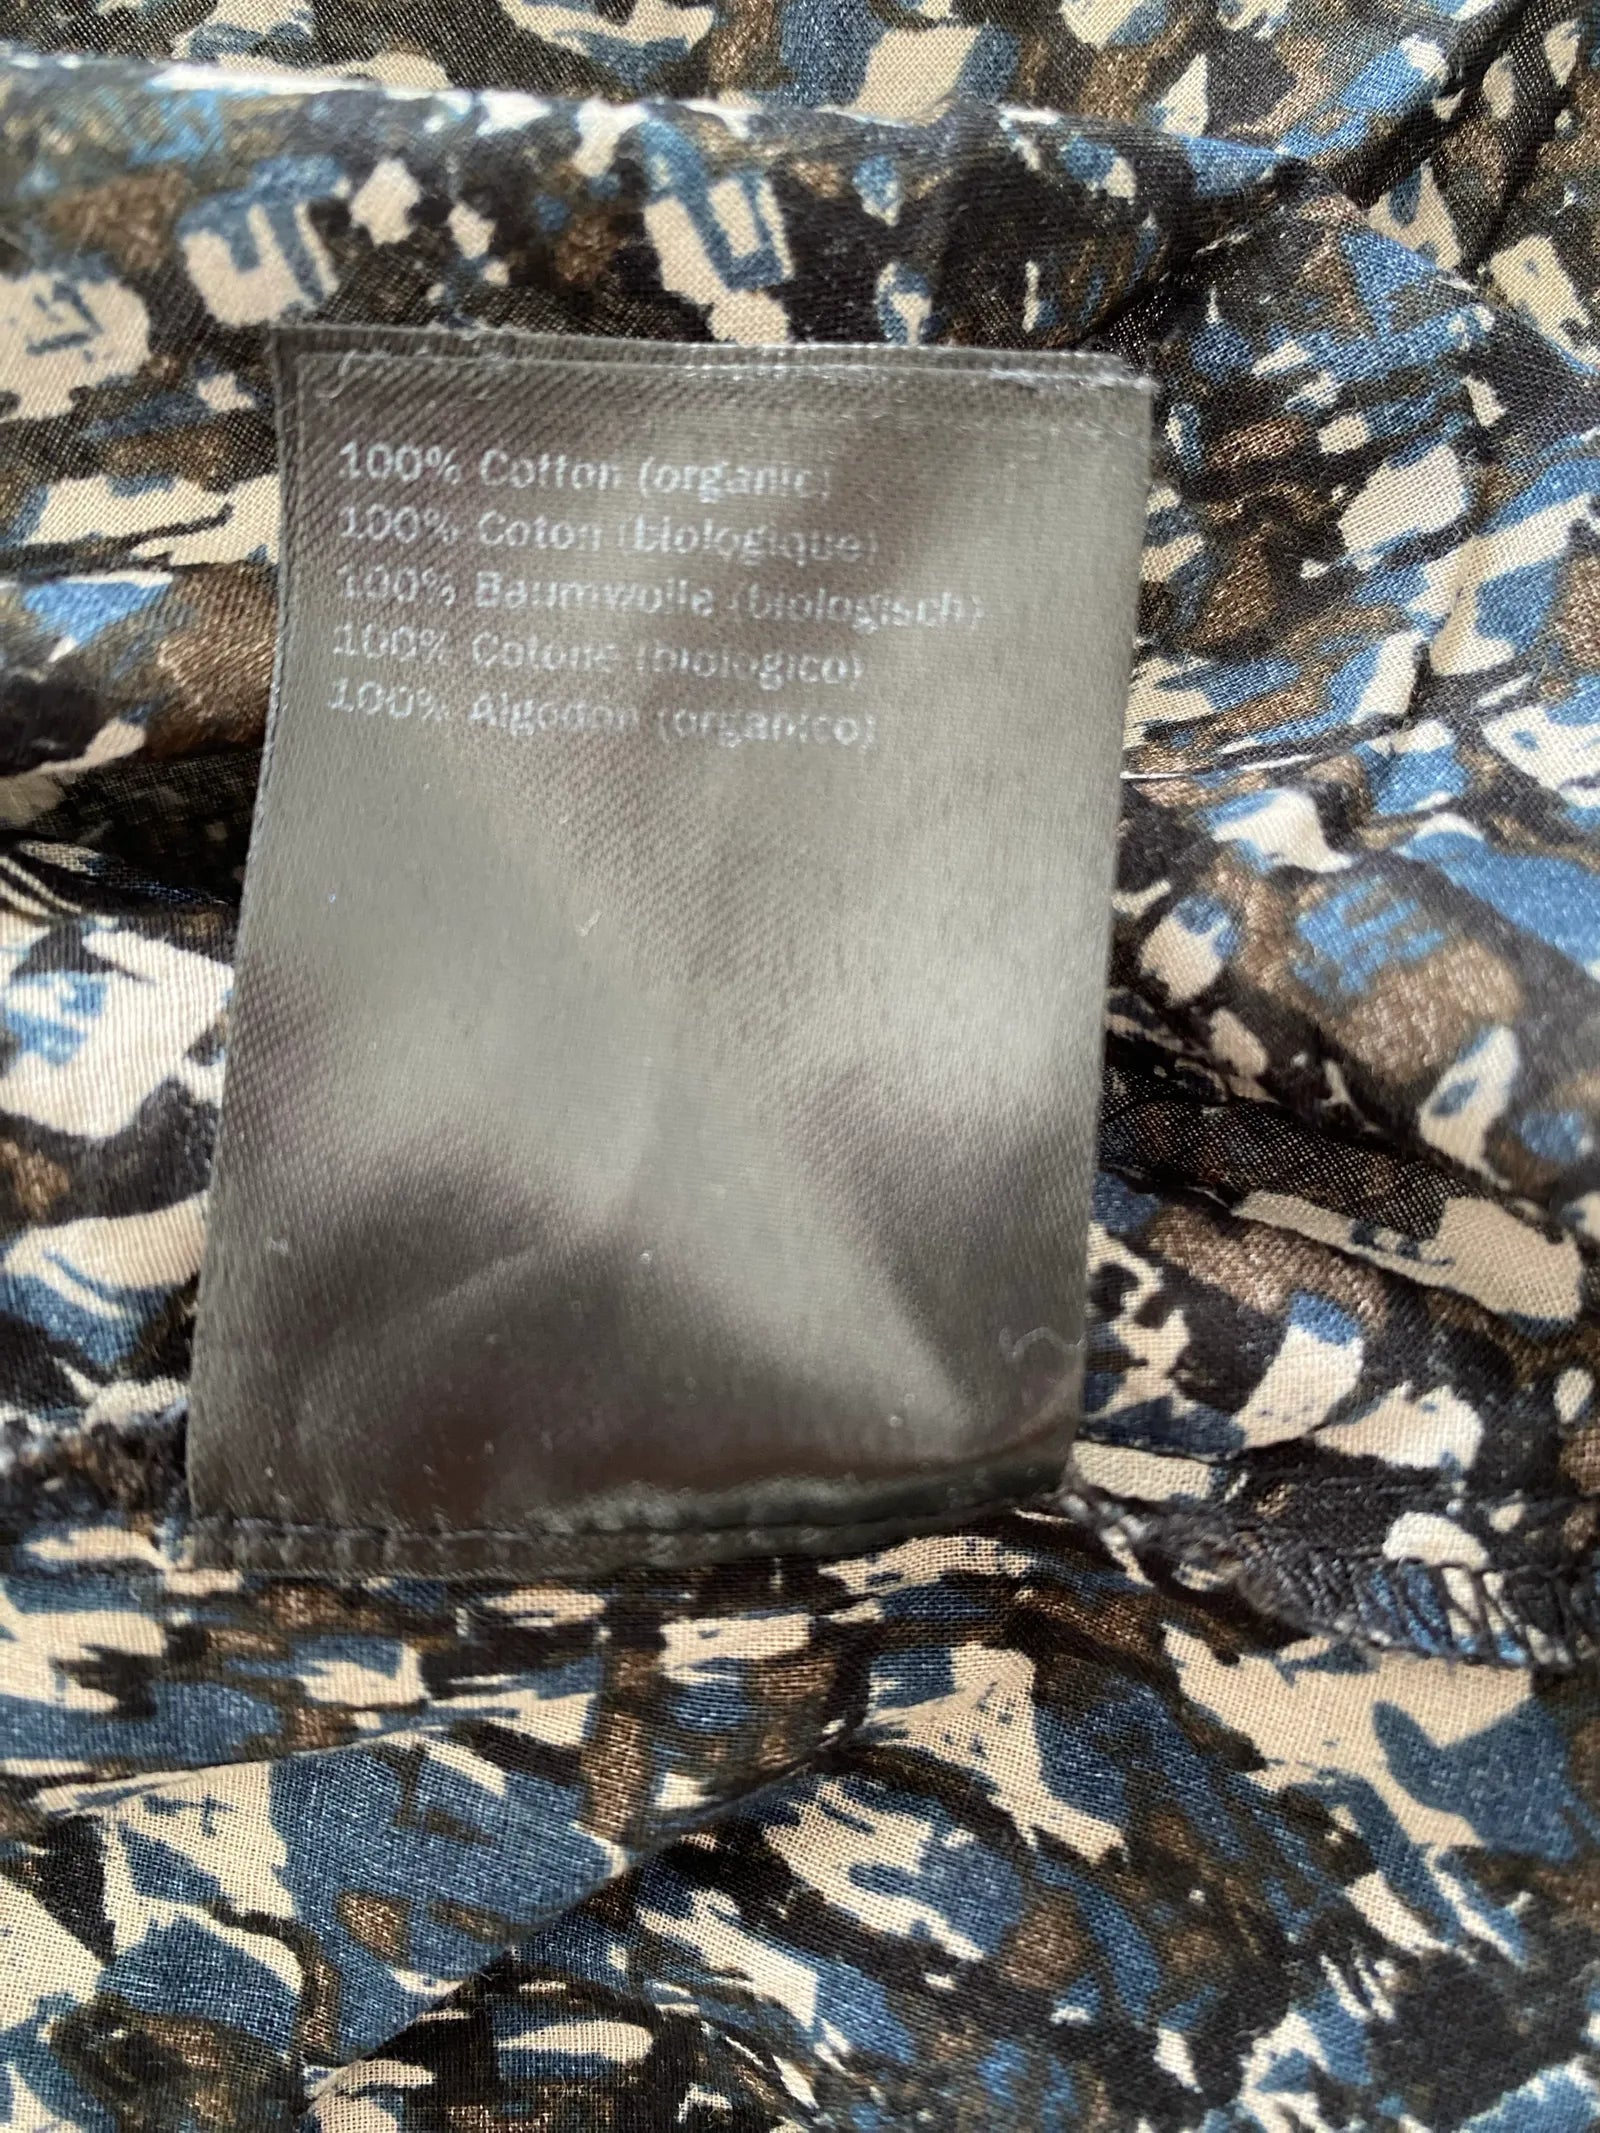 100% Cotton (organic)
100% Coton (biologique)
100% Baumwolle (biologisch)
100% Cotone (biologico)
100% Algodon (organico)